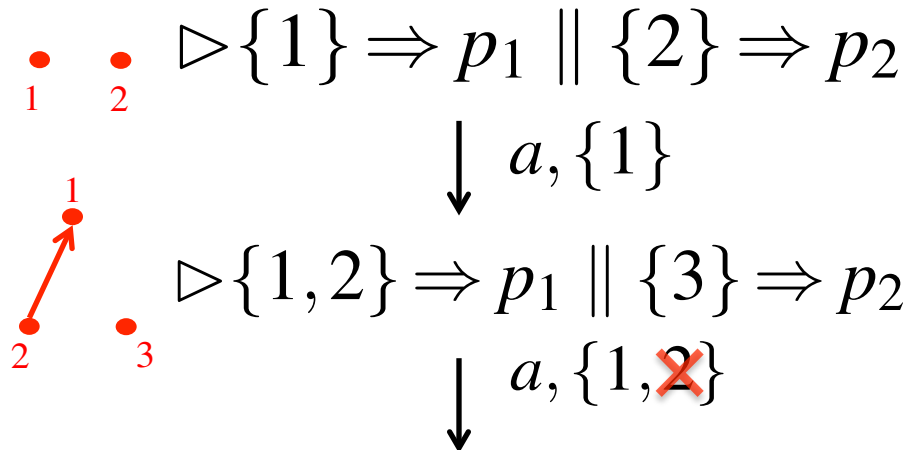 1 2 ▷{1} ⇒ p₁ ∥ {2} ⇒ p₂
a, {1}
1
▷{1, 2} ⇒ p₁ ∥ {3} ⇒ p₂
2 3
a, {1, 2}